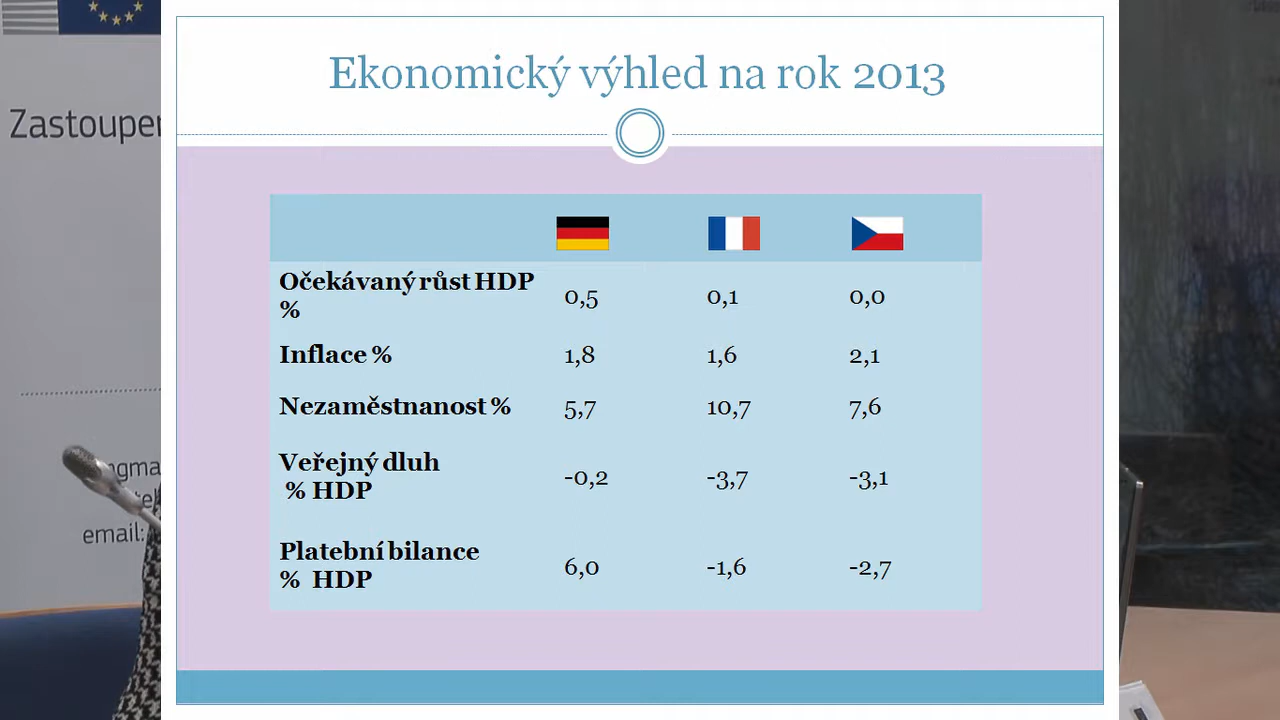 Ekonomický výhled na rok 2013
Zastoupen
Očekávaný růst HDP
%
0,5
0,1
0,0
Inflace %
1,8
1,6
2,1
Nezaměstnanost %
5,7
10,7
7,6
Veřejný dluh
% HDP
-0,2
-3,7
-3,1
Platební bilance
% HDP
6,0
-1,6
-2,7
email: